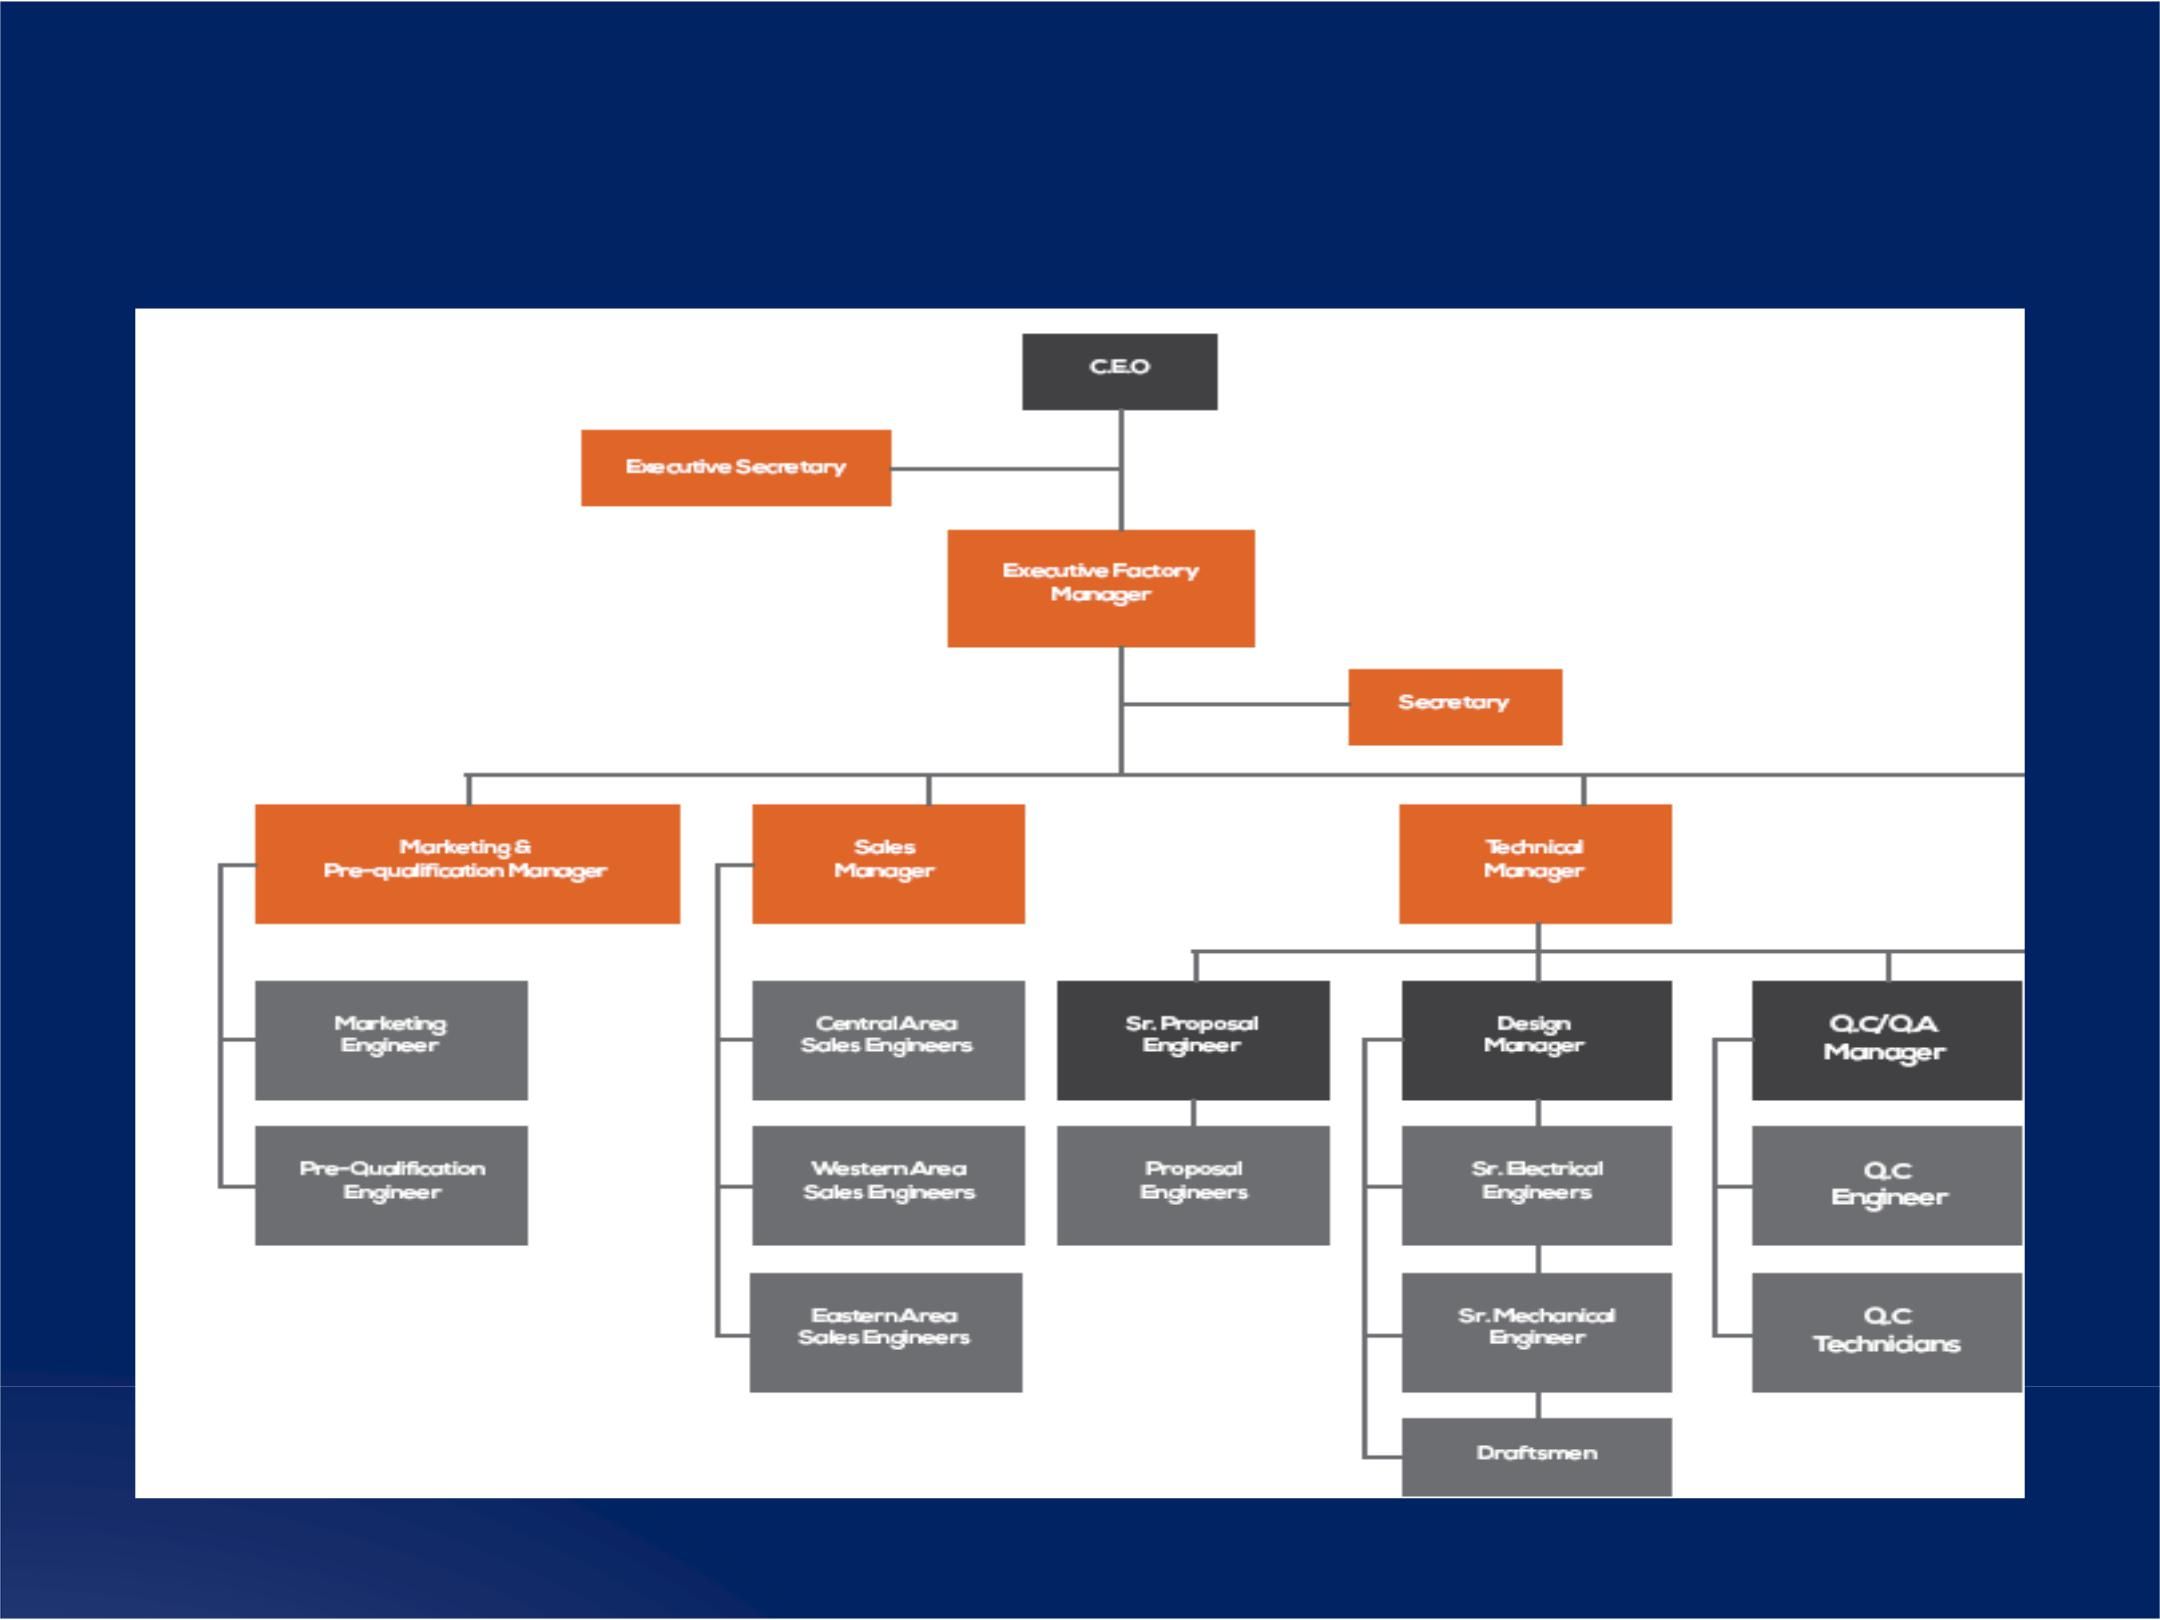 C.E.O
Executive Secretary
Executive Factory
Manager
Secretary
Marketing &
Pre-qualification Manager
Sales
Manager
Technical
Manager
Marketing
Engineer
Central Area
Sales Engineers
Sr. Proposal
Engineer
Design
Manager
Q.C/Q.A
Manager
Pre-Qualification
Engineer
Western Area
Sales Engineers
Proposal
Engineers
Sr. Electrical
Engineers
Q.C
Engineer
Eastern Area
Sales Engineers
Sr. Mechanical
Engineer
Q.C
Technicians
Draftsmen